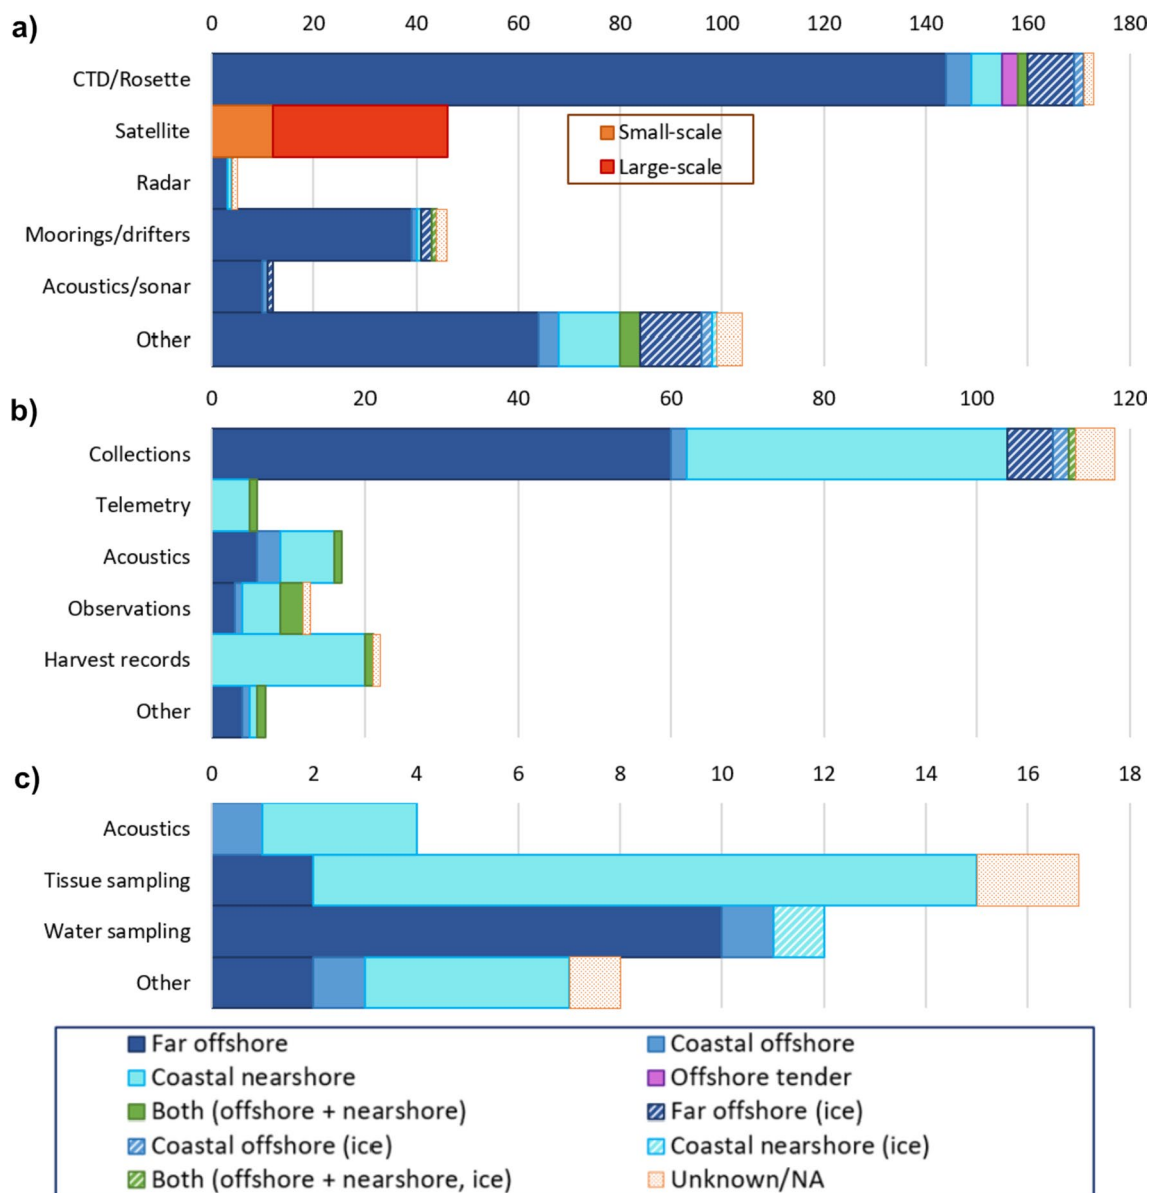 a)
0 20 40 60 80 100 120 140 160 180
CTD/Rosette
Satellite
Small-scale
Large-scale
Radar
Moorings/drifters
Acoustics/sonar
Other
b)
0 20 40 60 80 100 120
Collections
Telemetry
Acoustics
Observations
Harvest records
Other
c)
0 2 4 6 8 10 12 14 16 18
Acoustics
Tissue sampling
Water sampling
Other
Far offshore Coastal offshore
Coastal nearshore Offshore tender
Both (offshore + nearshore) Far offshore (ice)
Coastal offshore (ice) Coastal nearshore (ice)
Both (offshore + nearshore, ice) Unknown/NA